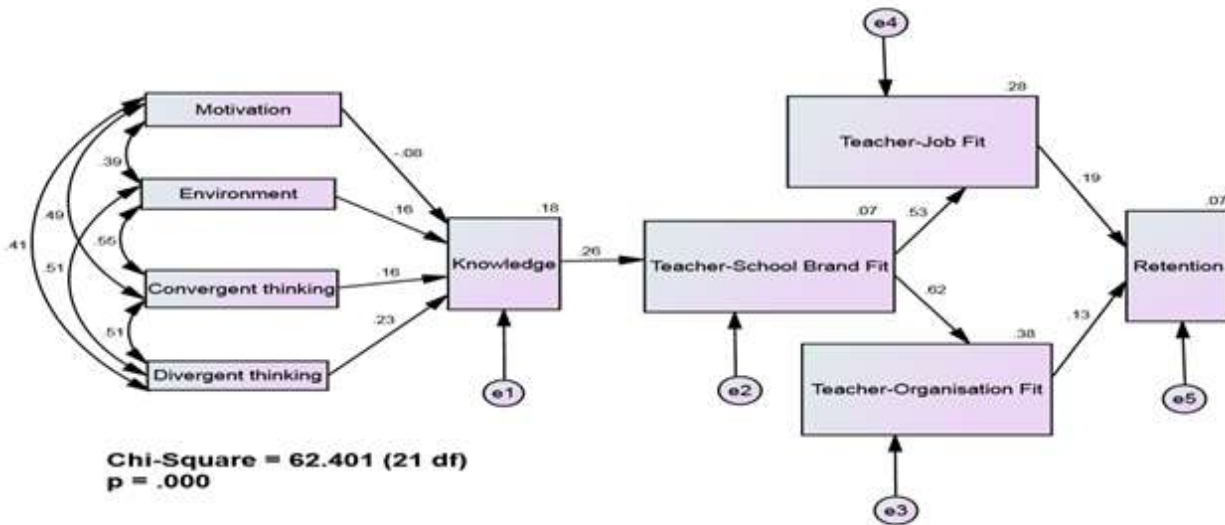 e4
.28
Motivation
Teacher-Job Fit
-.08
.39
.19
Environment
.18
.07
.53
.07
.49
.16
.41
.55
.51
Knowledge
.26
Teacher-School Brand Fit
Retention
.16
Convergent thinking
.62
.13
.51
.23
.38
Divergent thinking
e1
e2
Teacher-Organisation Fit
e5
Chi-Square = 62.401 (21 df)
p = .000
e3